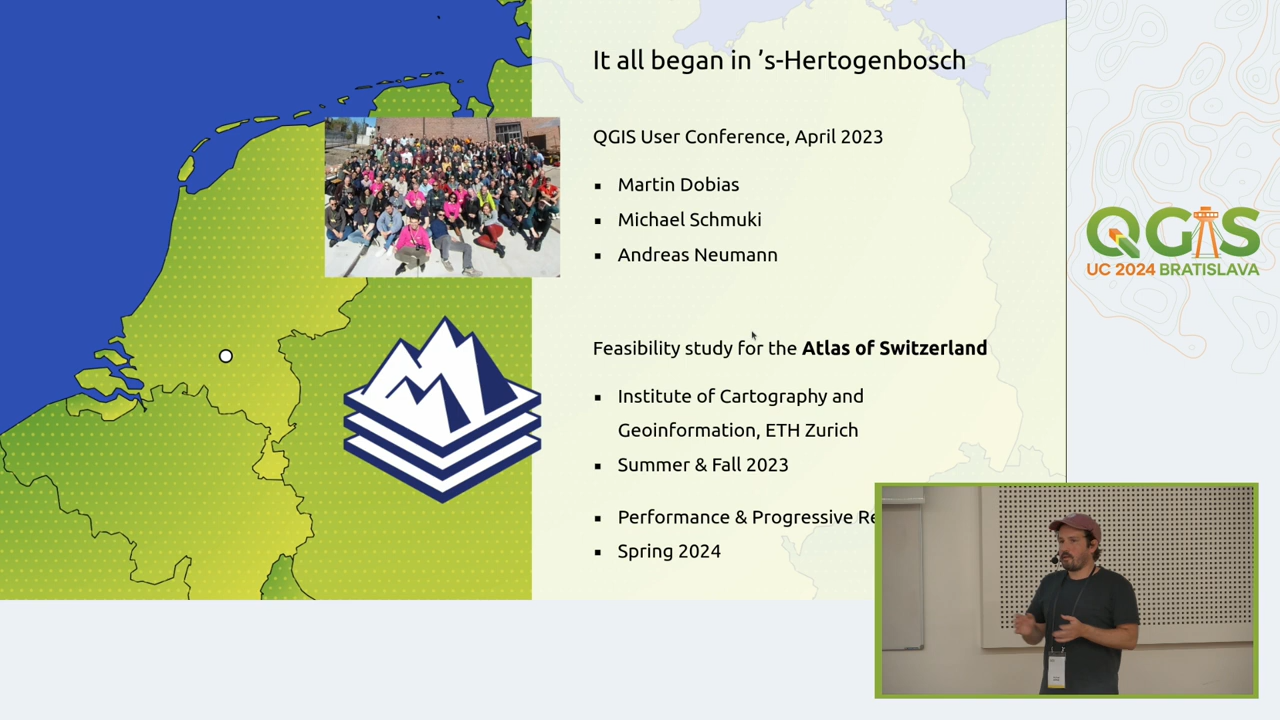 It all began in ’s-Hertogenbosch
QGIS User Conference, April 2023
▪ Martin Dobias
▪ Michael Schmuki
▪ Andreas Neumann
Feasibility study for the Atlas of Switzerland
▪ Institute of Cartography and
Geoinformation, ETH Zurich
▪ Summer & Fall 2023
▪ Performance & Progressive Re
▪ Spring 2024
QGIS
UC 2024 BRATISLAVA